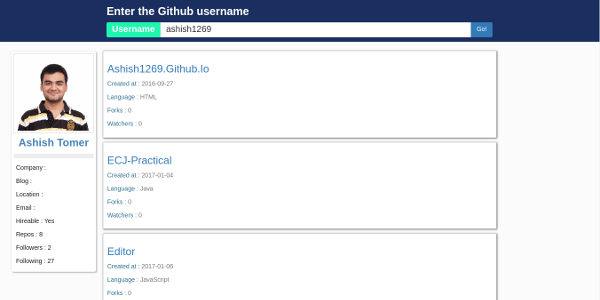 Enter the Github username
Username ashish1269 Go!
Ashish Tomer
Company :
Blog :
Location :
Email :
Hireable : Yes
Repos : 8
Followers : 2
Following : 27
Ashish1269.Github.Io
Created at : 2016-09-27
Language : HTML
Forks : 0
Watchers : 0
ECJ-Practical
Created at : 2017-01-04
Language : Java
Forks : 0
Watchers : 0
Editor
Created at : 2017-01-06
Language : JavaScript
Forks : 0